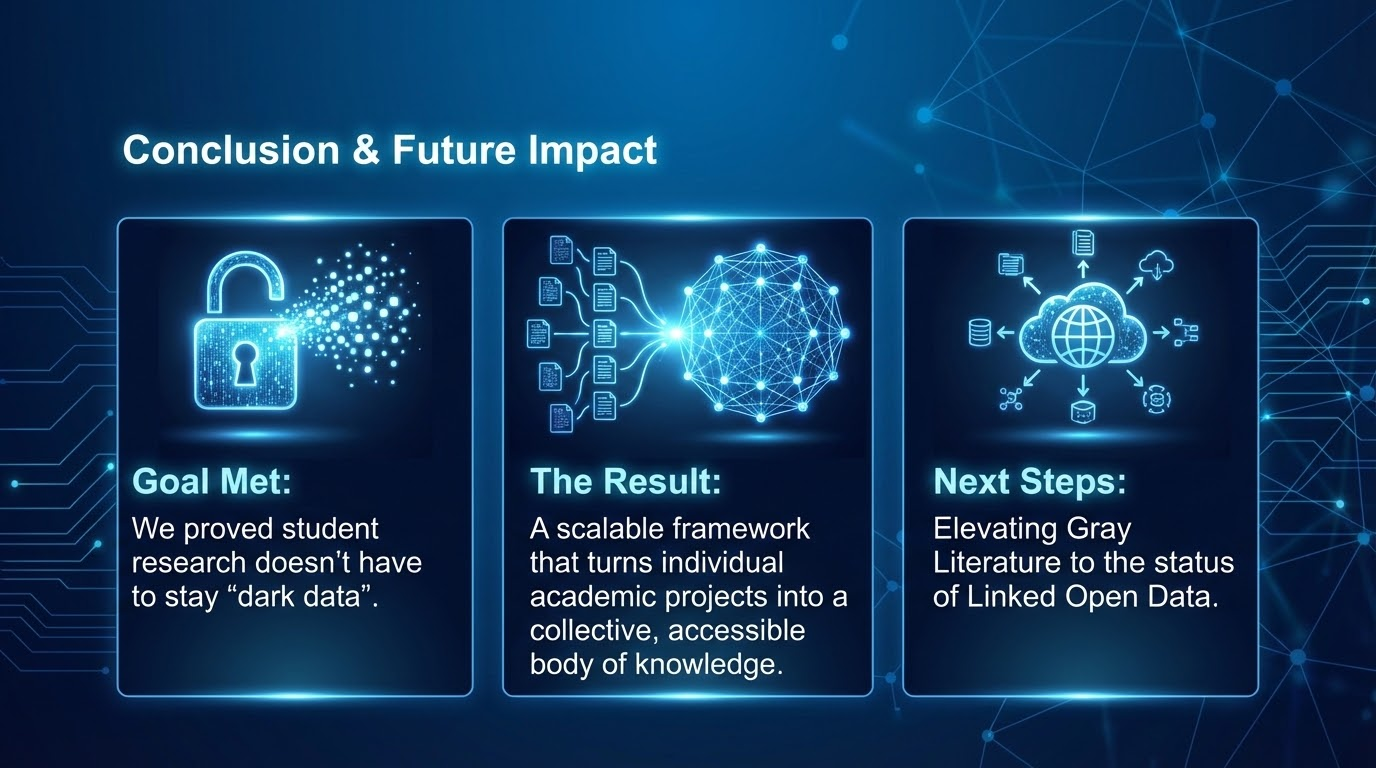 Conclusion & Future Impact
Goal Met:
We proved student
research doesn’t have
to stay “dark data”.
The Result:
A scalable framework
that turns individual
academic projects into a
collective, accessible
body of knowledge.
Next Steps:
Elevating Gray
Literature to the status
of Linked Open Data.